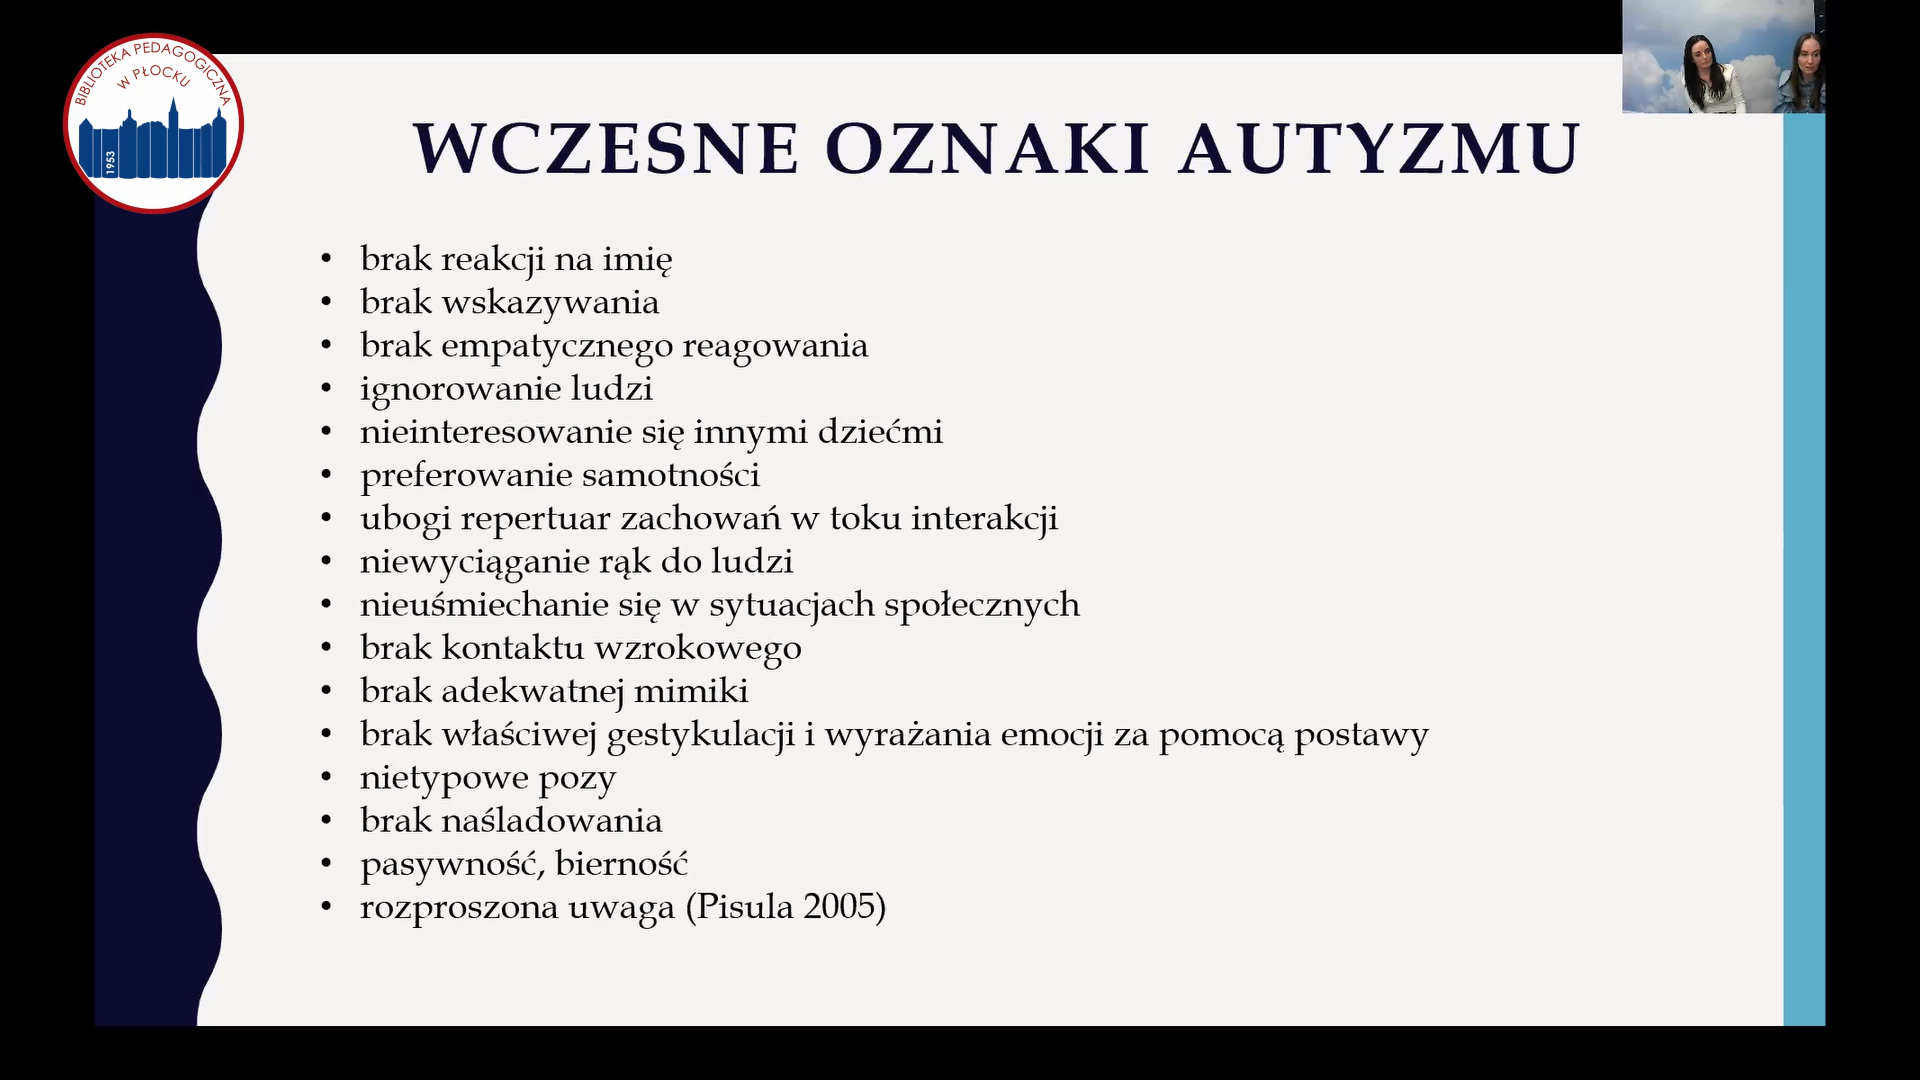 BIBLIOTEKA PEDAGOGICZNA
W PŁOCKU
1953
WCZESNE OZNAKI AUTYZMU
• brak reakcji na imię
• brak wskazywania
• brak empatycznego reagowania
• ignorowanie ludzi
• nieinteresowanie się innymi dziećmi
• preferowanie samotności
• ubogi repertuar zachowań w toku interakcji
• niewyciąganie rąk do ludzi
• nieuśmiechanie się w sytuacjach społecznych
• brak kontaktu wzrokowego
• brak adekwatnej mimiki
• brak właściwej gestykulacji i wyrażania emocji za pomocą postawy
• nietypowe pozy
• brak naśladowania
• pasywność, bierność
• rozproszona uwaga (Pisula 2005)